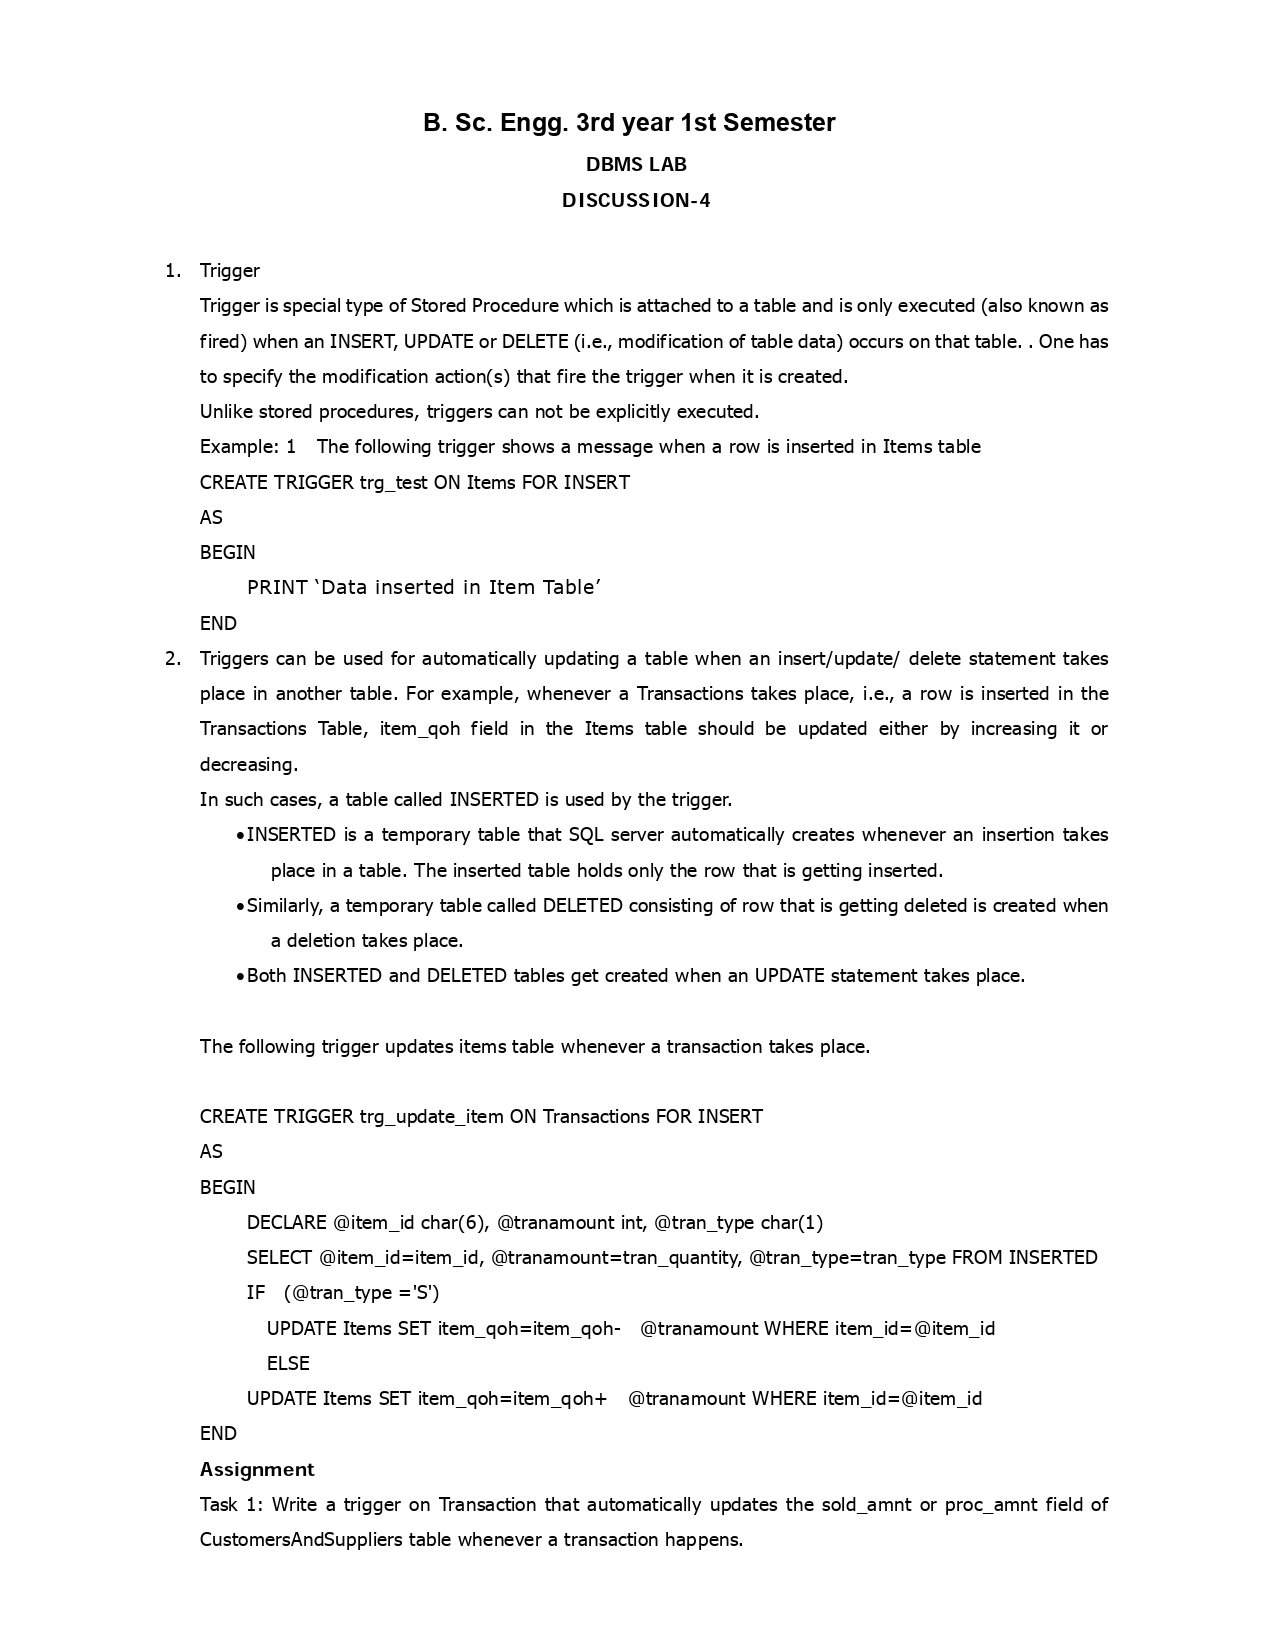 B. Sc. Engg. 3rd year 1st Semester
DBMS LAB
DISCUSSION-4
1. Trigger
Trigger is special type of Stored Procedure which is attached to a table and is only executed (also known as
fired) when an INSERT, UPDATE or DELETE (i.e., modification of table data) occurs on that table. . One has
to specify the modification action(s) that fire the trigger when it is created.
Unlike stored procedures, triggers can not be explicitly executed.
Example: 1 The following trigger shows a message when a row is inserted in Items table
CREATE TRIGGER trg_test ON Items FOR INSERT
AS
BEGIN
PRINT ‘Data inserted in Item Table’
END
2. Triggers can be used for automatically updating a table when an insert/update/ delete statement takes
place in another table. For example, whenever a Transactions takes place, i.e., a row is inserted in the
Transactions Table, item_qoh field in the Items table should be updated either by increasing it or
decreasing.
In such cases, a table called INSERTED is used by the trigger.
•INSERTED is a temporary table that SQL server automatically creates whenever an insertion takes
place in a table. The inserted table holds only the row that is getting inserted.
•Similarly, a temporary table called DELETED consisting of row that is getting deleted is created when
a deletion takes place.
•Both INSERTED and DELETED tables get created when an UPDATE statement takes place.
The following trigger updates items table whenever a transaction takes place.
CREATE TRIGGER trg_update_item ON Transactions FOR INSERT
AS
BEGIN
DECLARE @item_id char(6), @tranamount int, @tran_type char(1)
SELECT @item_id=item_id, @tranamount=tran_quantity, @tran_type=tran_type FROM INSERTED
IF (@tran_type ='S')
UPDATE Items SET item_qoh=item_qoh- @tranamount WHERE item_id=@item_id
ELSE
UPDATE Items SET item_qoh=item_qoh+ @tranamount WHERE item_id=@item_id
END
Assignment
Task 1: Write a trigger on Transaction that automatically updates the sold_amnt or proc_amnt field of
CustomersAndSuppliers table whenever a transaction happens.